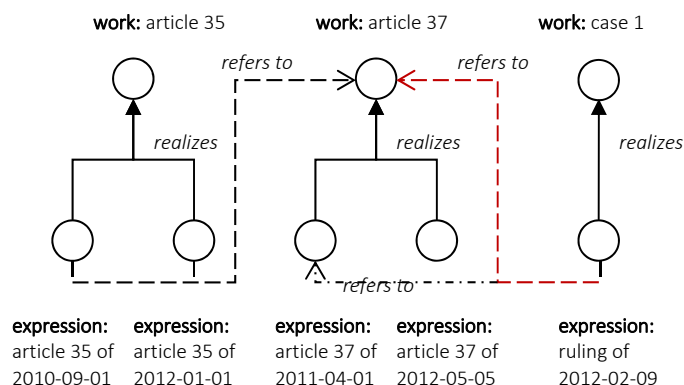 work: article 35
work: article 37
work: case 1
refers to
refers to
realizes
realizes
realizes
refers to
expression:
article 35 of
2010-09-01
expression:
article 35 of
2012-01-01
expression:
article 37 of
2011-04-01
expression:
article 37 of
2012-05-05
expression:
ruling of
2012-02-09